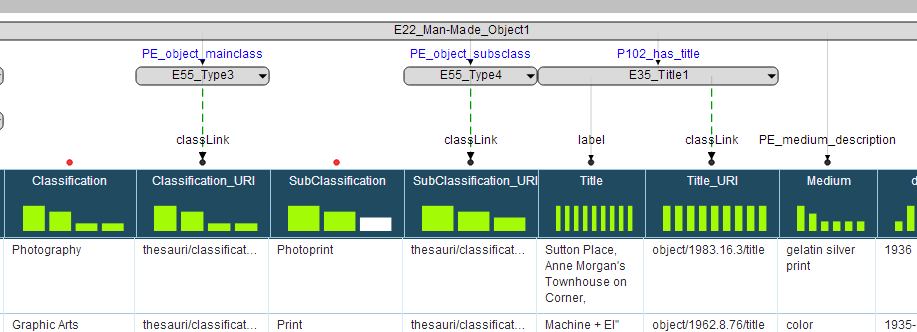 E22_Man-Made_Object1
PE_object_mainclass PE_object_subclass P102_has_title
E55_Type3 E55_Type4 E35_Title1
classLink classLink label classLink PE_medium_description
Classification Classification_URI SubClassification SubClassification_URI Title Title_URI Medium d
Photography thesauri/classificat... Photoprint thesauri/classificat... Sutton Place, object/1983.16.3/title gelatin silver 1936
Anne Morgan's print
Townhouse on
Corner,
Graphic Arts thesauri/classificat... Print thesauri/classificat... Machine + El" object/1962.8.76/title color 1935-